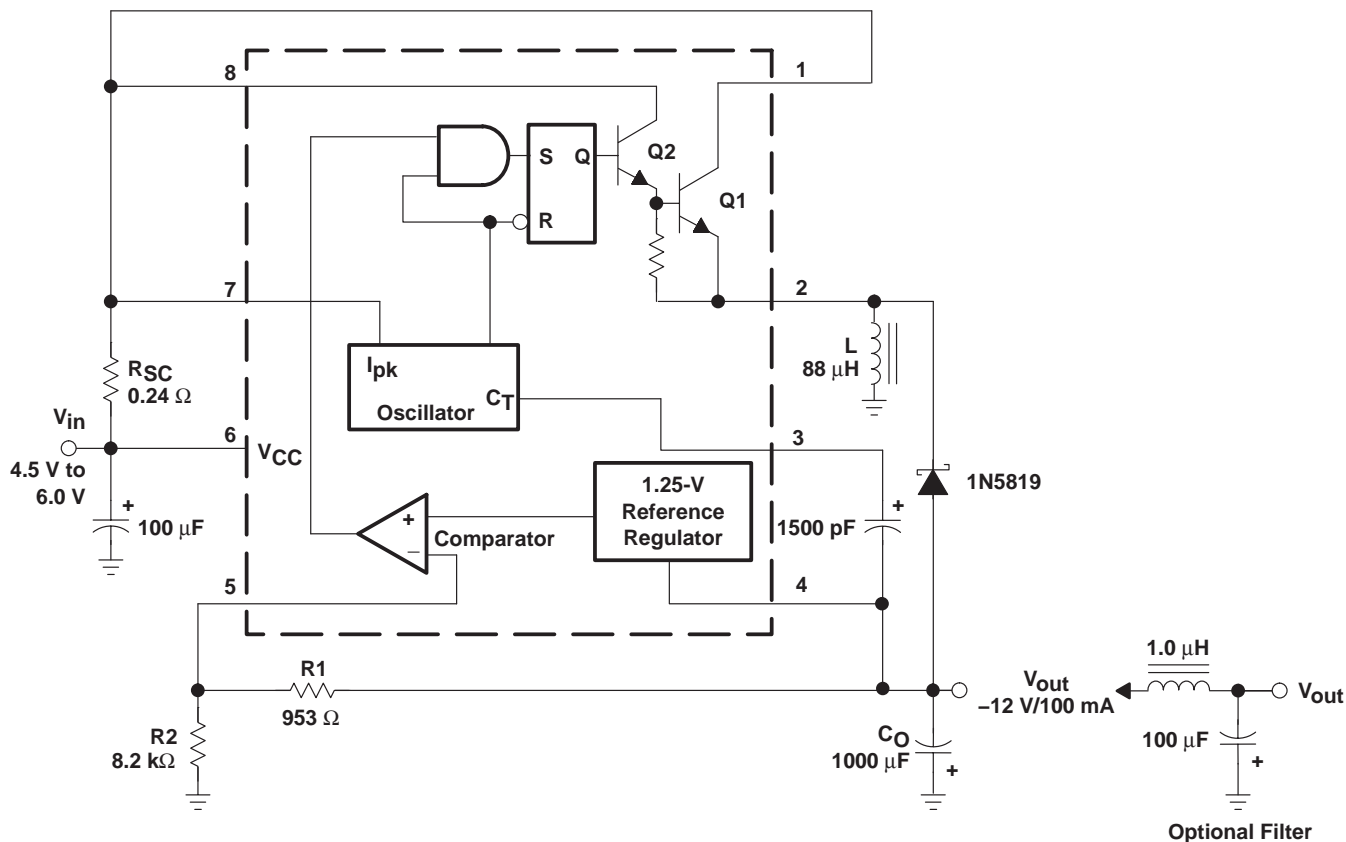 8
1
S
Q
Q2
R
Q1
7
2
L
88 μH
Ipk
CT
Oscillator
RSC
0.24 Ω
Vin
4.5 V to
6.0 V
6
VCC
3
1N5819
100 μF
+
+
–
Comparator
1.25-V
Reference
Regulator
1500 pF
+
5
4
R1
953 Ω
R2
8.2 kΩ
Vout
–12 V/100 mA
CO
1000 μF
+
1.0 μH
Vout
100 μF
+
Optional Filter